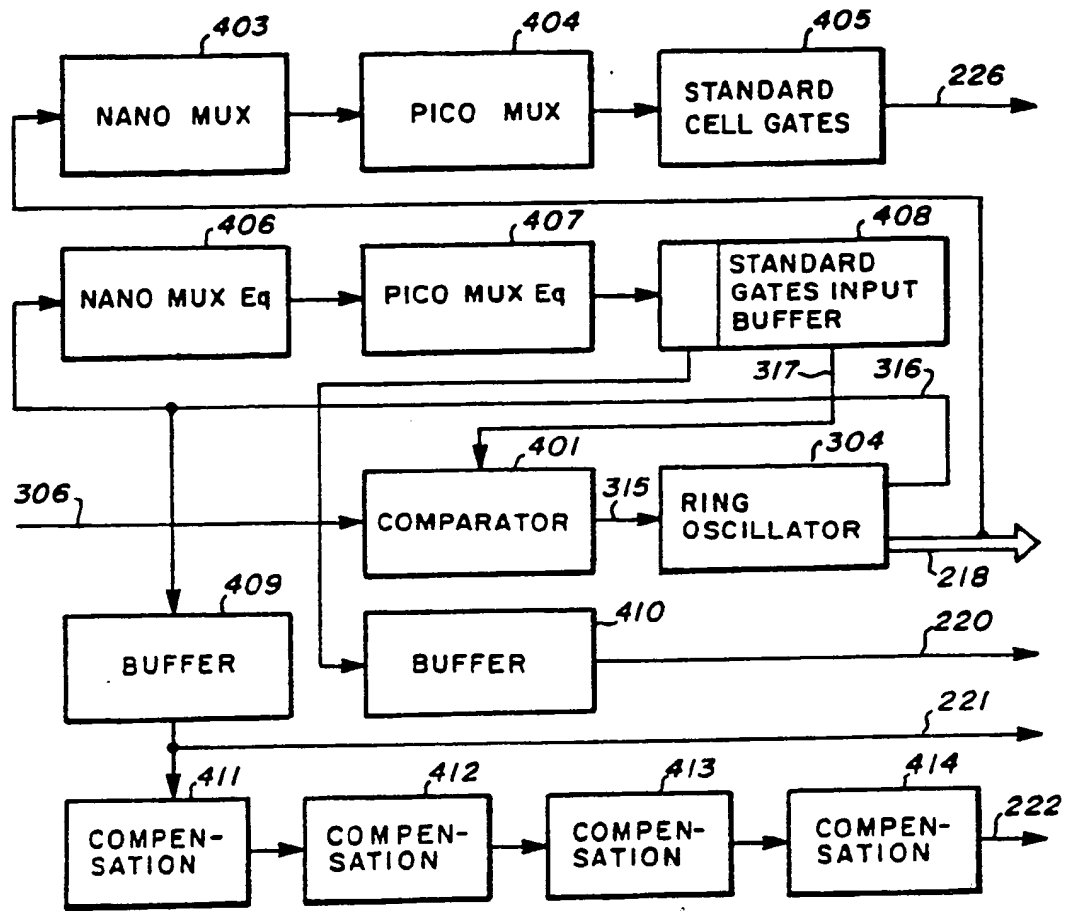 403
404
405
NANO MUX
PICO MUX
STANDARD
CELL GATES
226
406
407
408
NANO MUX Eq
PICO MUX Eq
STANDARD
GATES INPUT
BUFFER
317
316
401
304
306
COMPARATOR
315
RING
OSCILLATOR
218
409
410
BUFFER
BUFFER
220
221
411
412
413
414
COMPEN-
SATION
COMPEN-
SATION
COMPEN-
SATION
COMPEN-
SATION
222